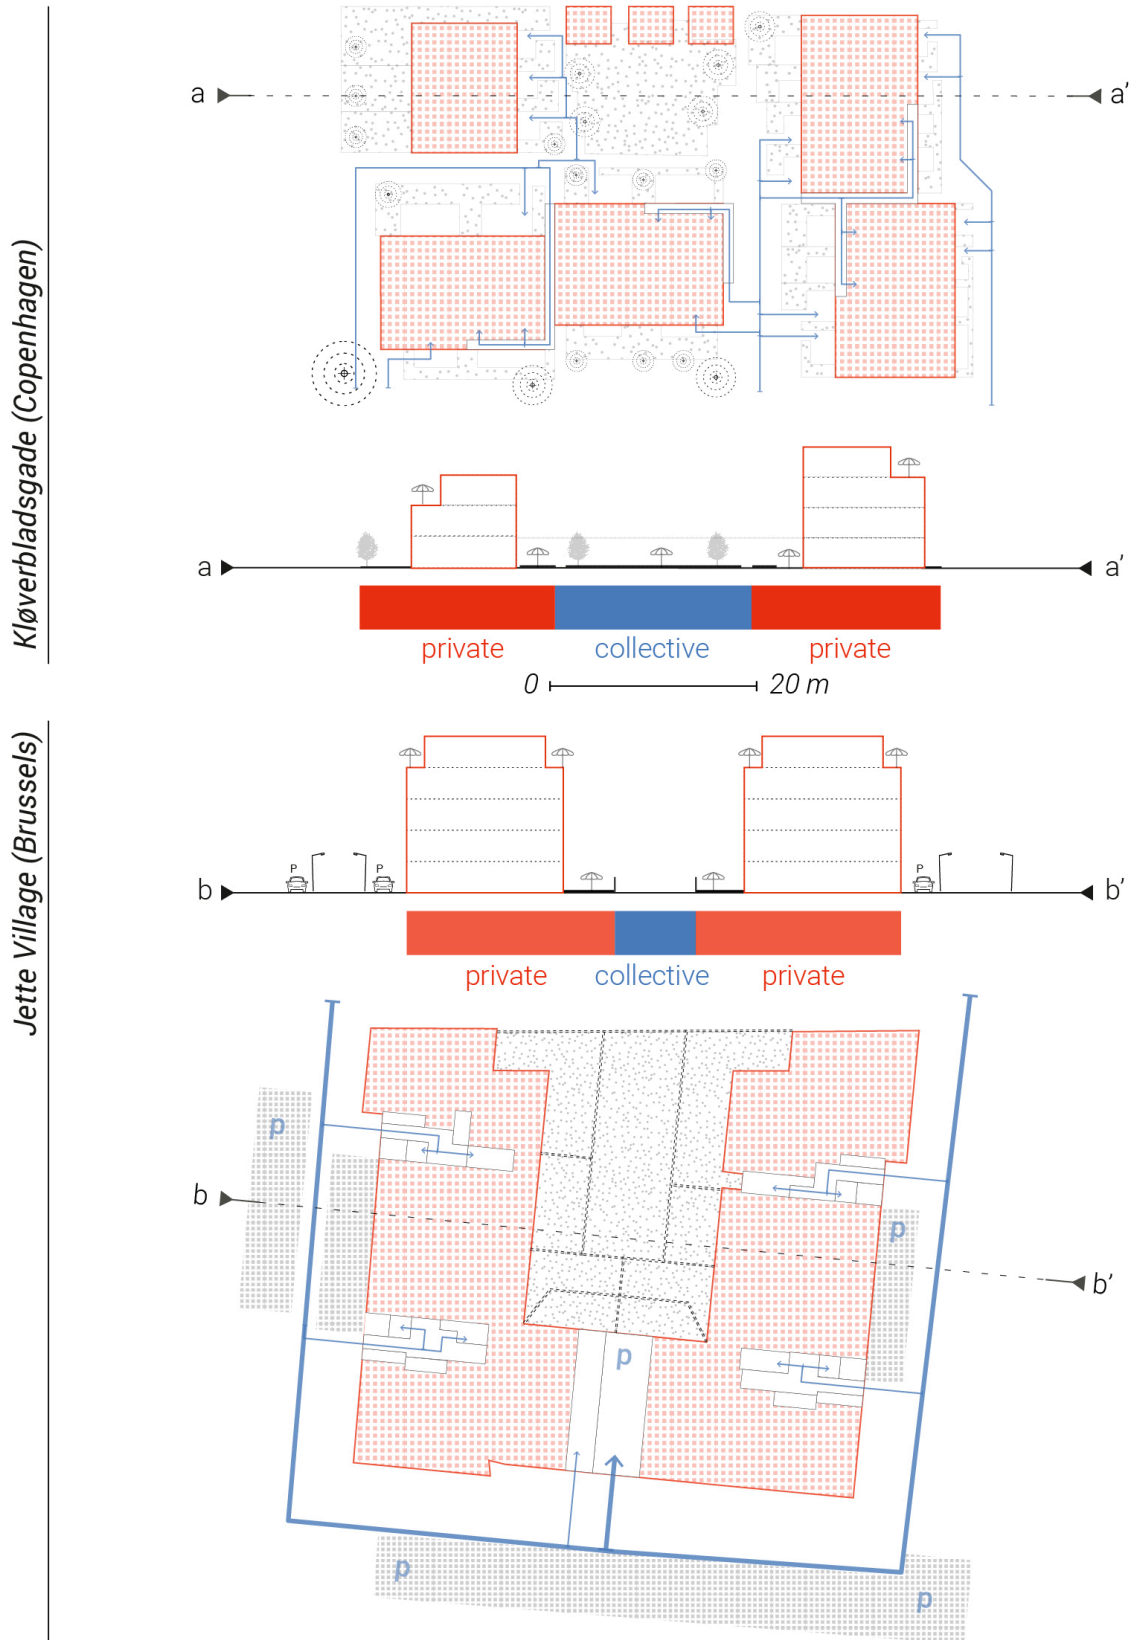 Kløverbladsgade (Copenhagen)
a a'
a a'
private collective private
0 20 m
Jette Village (Brussels)
P P P
b b'
private collective private
p
b
p
b'
p
p
p